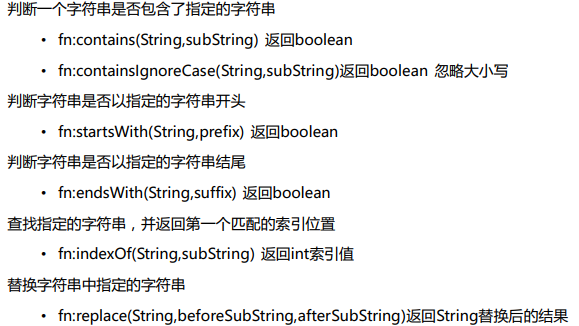 判断一个字符串是否包含了指定的字符串
• fn:contains(String,subString) 返回boolean
• fn:containsIgnoreCase(String,subString)返回boolean 忽略大小写
判断字符串是否以指定的字符串开头
• fn:startsWith(String,prefix) 返回boolean
判断字符串是否以指定的字符串结尾
• fn:endsWith(String,suffix) 返回boolean
查找指定的字符串，并返回第一个匹配的索引位置
• fn:indexOf(String,subString) 返回int索引值
替换字符串中指定的字符串
• fn:replace(String,beforeSubString,afterSubString)返回String替换后的结果